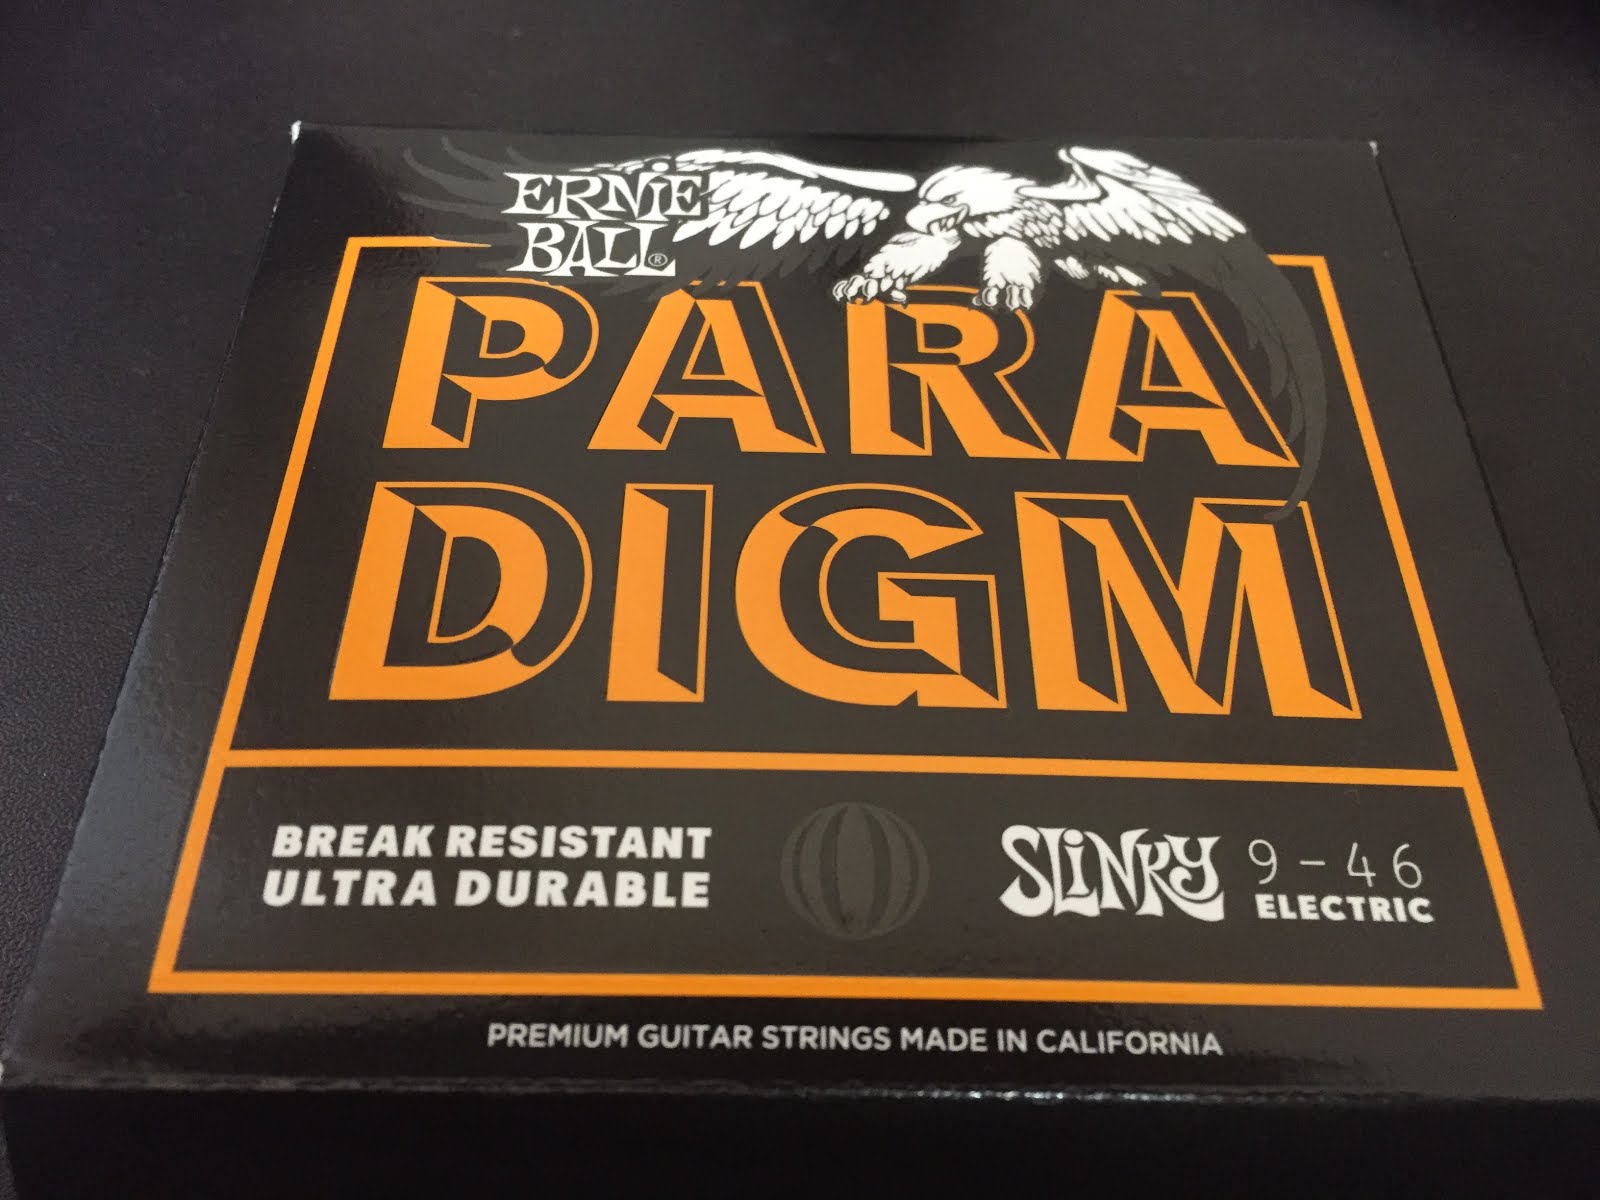 ERNIE
BALL®
PARA
DIGM
BREAK RESISTANT
ULTRA DURABLE
SLINKY 9-46
ELECTRIC
PREMIUM GUITAR STRINGS MADE IN CALIFORNIA